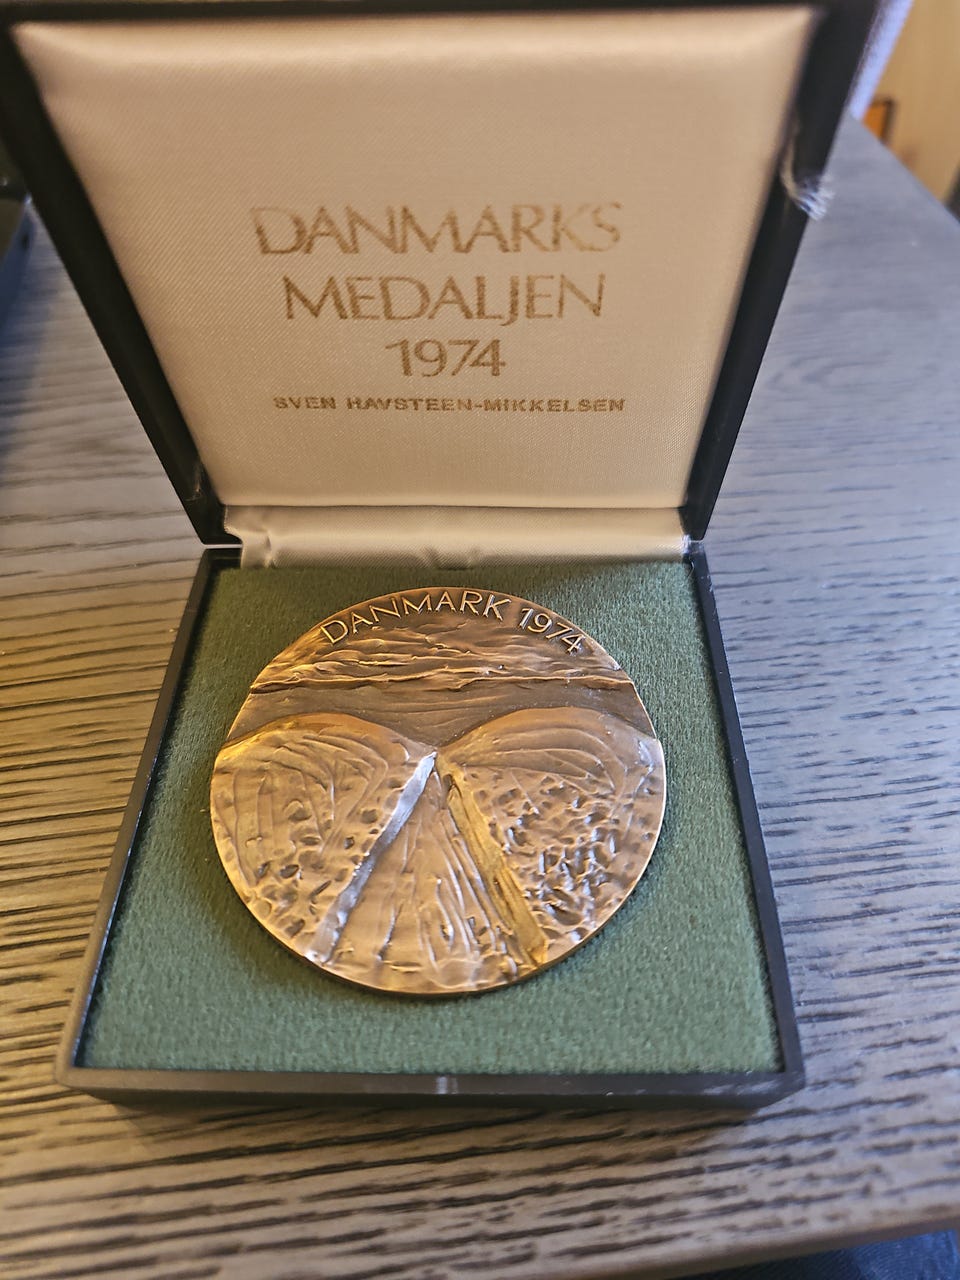 DANMARKS
MEDALJEN
1974
SVEN HAVSTEEN-MIKKELSEN
DANMARK 1974